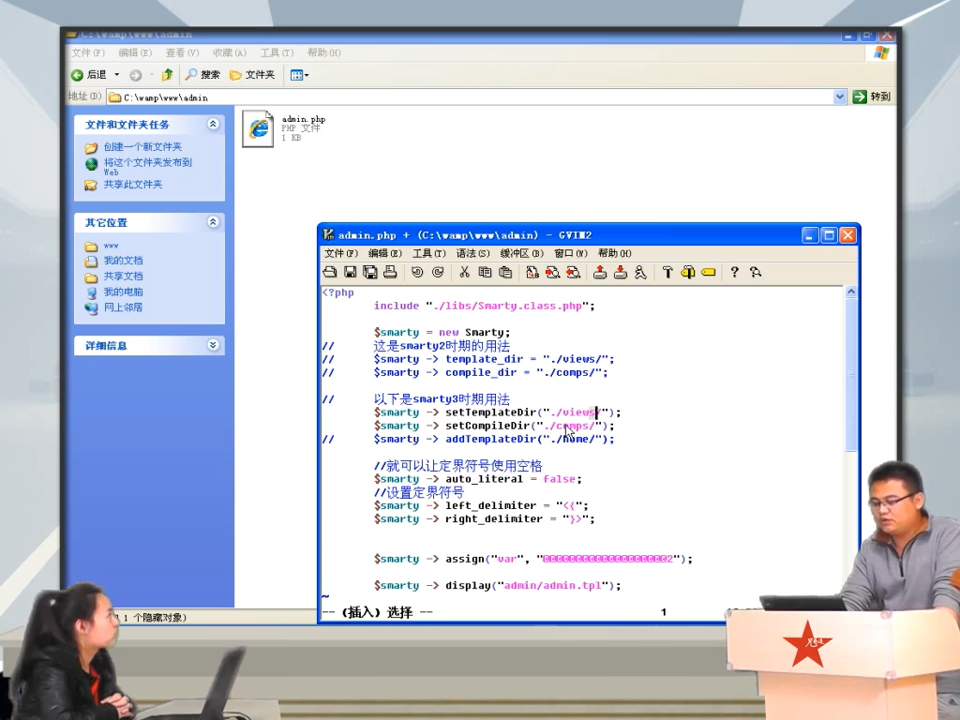 C:\wamp\www\admin
文件(F) 编辑(E) 查看(V) 收藏(A) 工具(T) 帮助(H)
后退 搜索 文件夹
地址(D) C:\wamp\www\admin 转到
文件和文件夹任务
创建一个新文件夹
将这个文件夹发布到
Web
共享此文件夹
其它位置
www
我的文档
共享文档
我的电脑
网上邻居
详细信息
admin.php
PHP 文件
1 KB
admin.php + (C:\wamp\www\admin) - GVIM2
文件(F) 编辑(E) 工具(T) 语法(S) 缓冲区(B) 窗口(W) 帮助(H)
<?php
include "./libs/Smarty.class.php";
$smarty = new Smarty;
// 这是smarty2时期的用法
// $smarty -> template_dir = "./views/";
// $smarty -> compile_dir = "./comps/";
// 以下是smarty3时期用法
$smarty -> setTemplateDir("./views/");
$smarty -> setCompileDir("./comps/");
// $smarty -> addTemplateDir("./home/");
//就可以让定界符号使用空格
$smarty -> auto_literal = false;
//设置定界符号
$smarty -> left_delimiter = "<{";
$smarty -> right_delimiter = "}>";
$smarty -> assign("var", "@@@@@@@@@@@@@@@@@@@@2");
$smarty -> display("admin/admin.tpl");
~
-- (插入) 选择 -- 1
1 个隐藏对象)